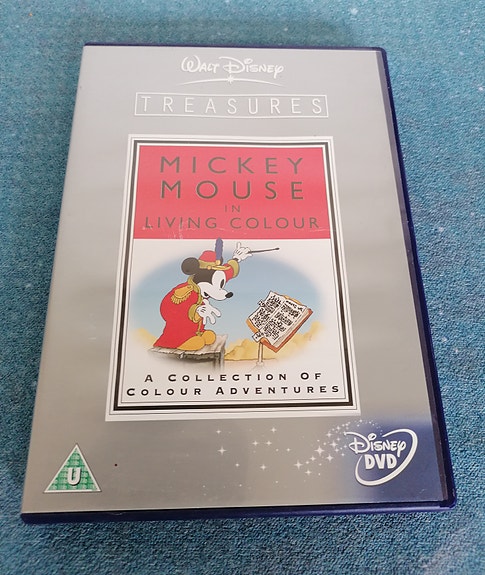 WALT DISNEY
TREASURES
MICKEY
MOUSE
IN
LIVING COLOUR
A COLLECTION OF
COLOUR ADVENTURES
U
DISNEY
DVD